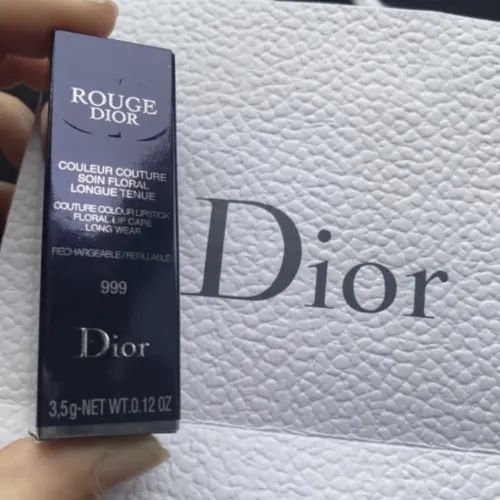 ROUGE
DIOR
COULEUR COUTURE
SOIN FLORAL
LONGUE TENUE
COUTURE COLOUR LIPSTICK
FLORAL LIP CARE
LONG WEAR
RECHARGEABLE/REFILLABLE
999
Dior
3,5g-NET WT.0.12 OZ
Dior